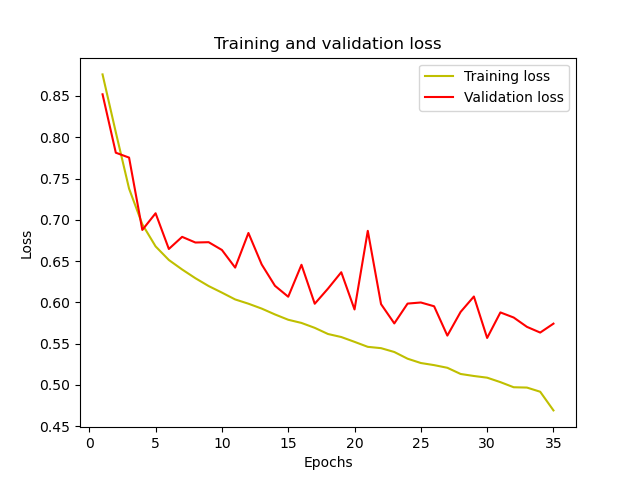 Training and validation loss
Training loss
Validation loss
0.85
0.80
0.75
0.70
0.65
0.60
0.55
0.50
0.45
Loss
0 5 10 15 20 25 30 35
Epochs